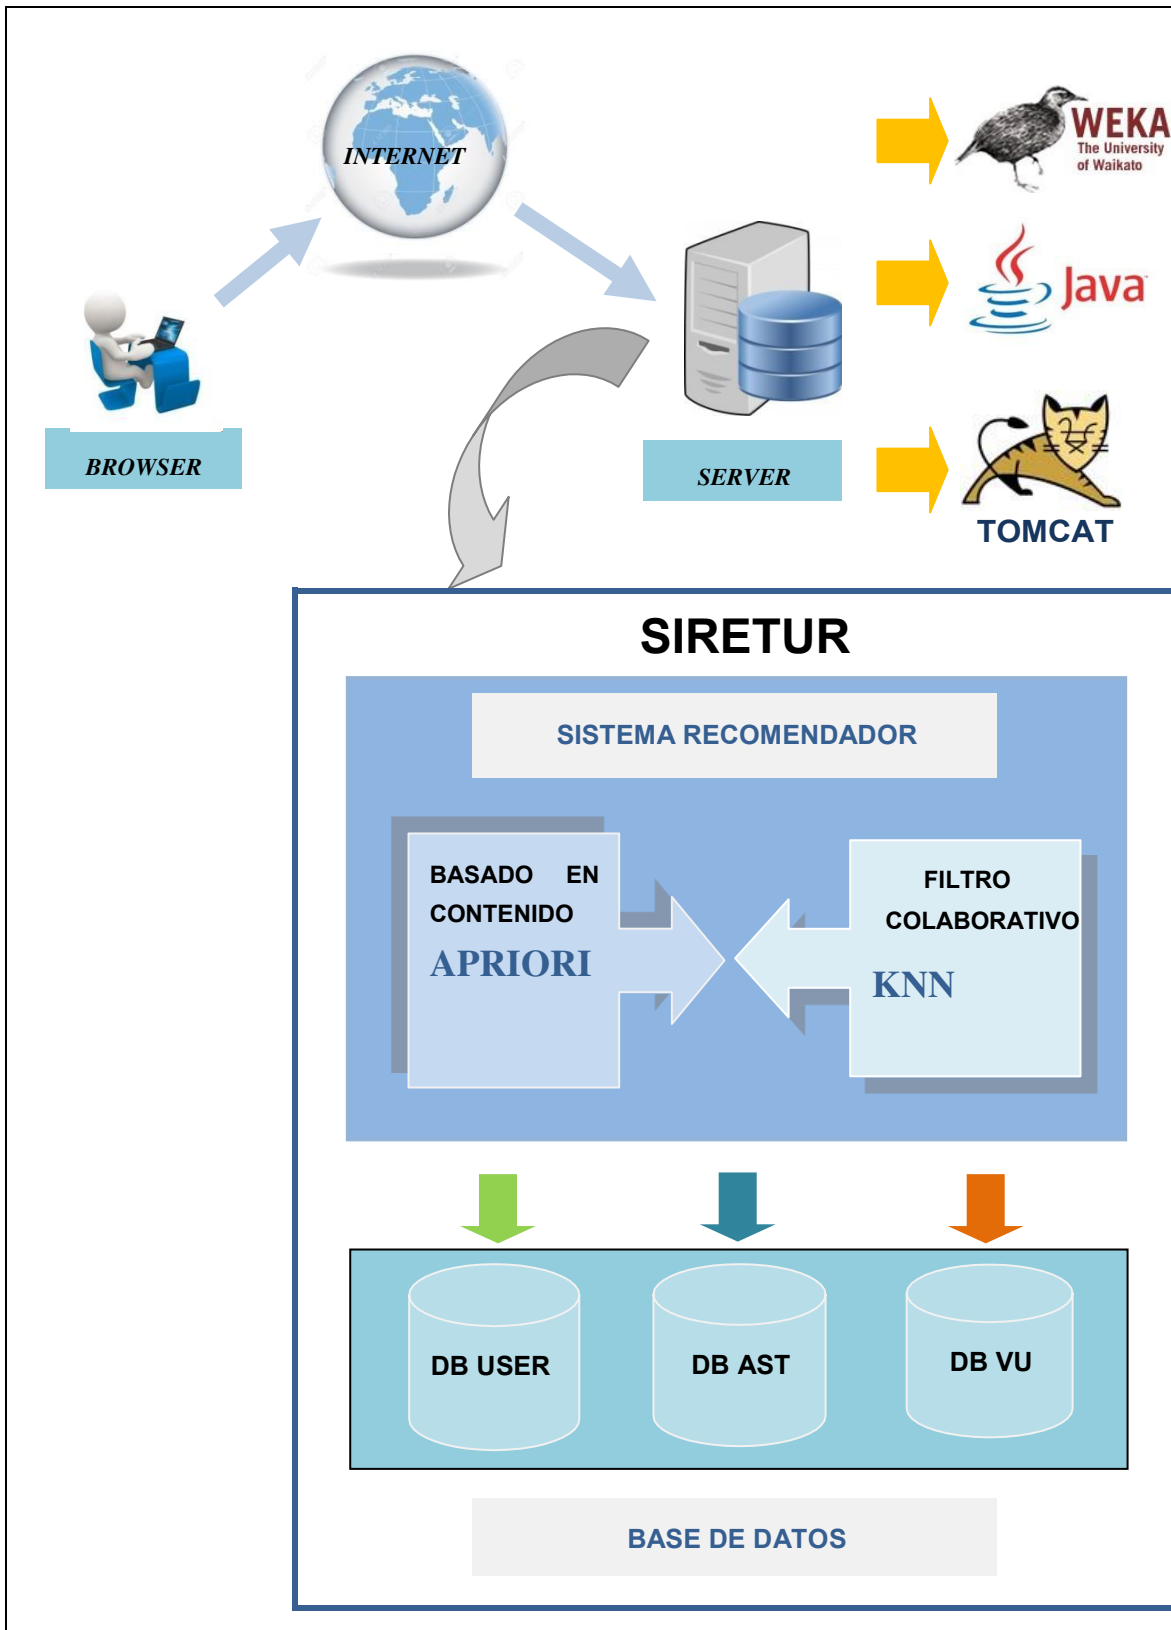 INTERNET
WEKA
The University
of Waikato
Java
BROWSER
SERVER
TOMCAT
SIRETUR
SISTEMA RECOMENDADOR
BASADO EN
CONTENIDO
APRIORI
FILTRO
COLABORATIVO
KNN
DB USER
DB AST
DB VU
BASE DE DATOS